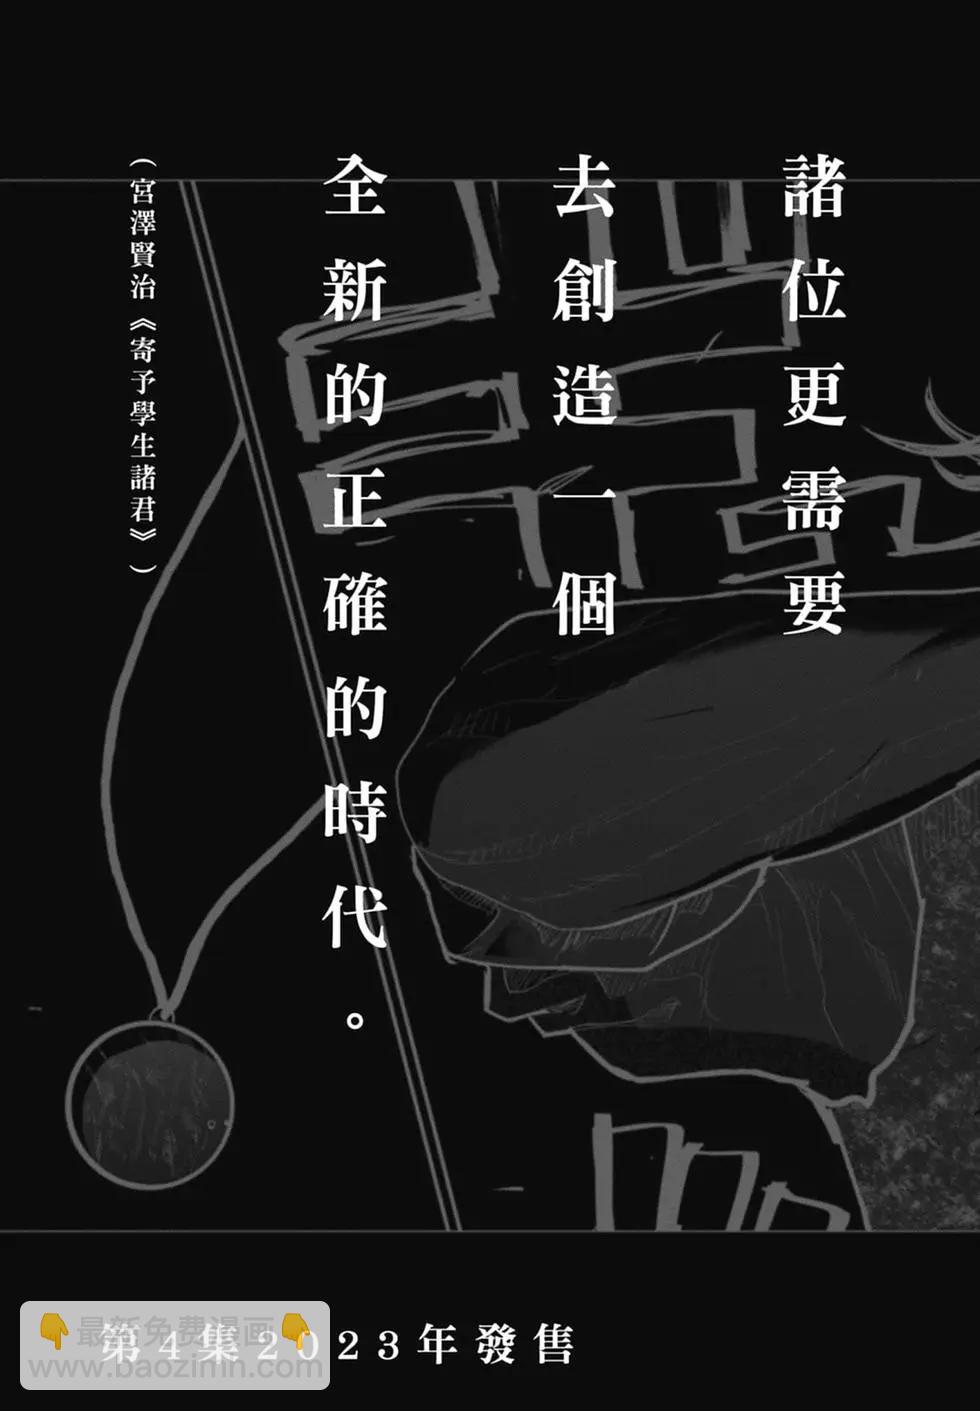 諸位更需要
去創造一個
全新的正確的時代。
（宮澤賢治《寄予學生諸君》）
第4集2023年發售
👇最新免费漫画👇
www.baozimh.com